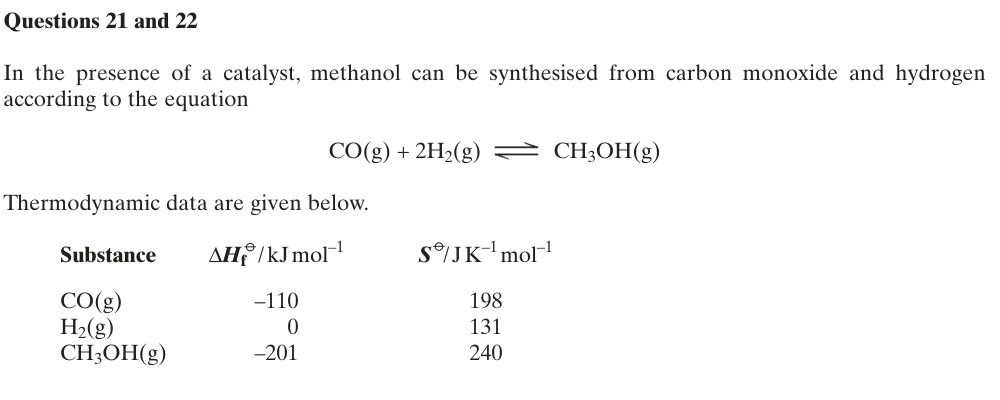 Questions 21 and 22
In the presence of a catalyst, methanol can be synthesised from carbon monoxide and hydrogen
according to the equation
CO(g) + 2H₂(g) ⇌ CH₃OH(g)
Thermodynamic data are given below.
Substance ΔHf⦵/kJ mol⁻¹ S⦵/J K⁻¹ mol⁻¹
CO(g) –110 198
H₂(g) 0 131
CH₃OH(g) –201 240